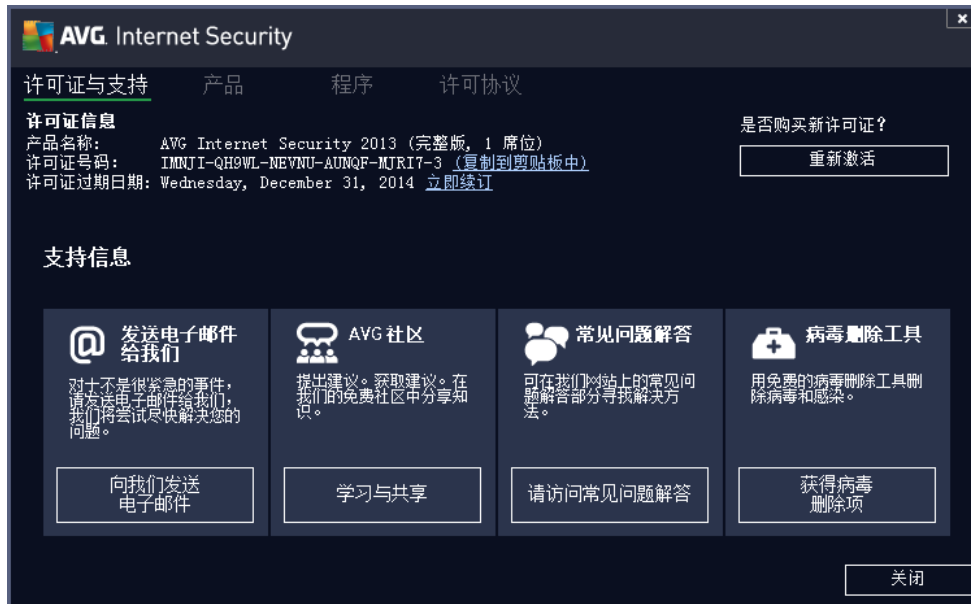 AVG. Internet Security
许可证与支持 产品 程序 许可协议
许可证信息
产品名称: AVG Internet Security 2013 (完整版, 1 席位)
许可证号码: IMNJI-QH9WL-NEVNU-AUNQF-MJRI7-3 (复制到剪贴板中)
许可证过期日期: Wednesday, December 31, 2014 立即续订
是否购买新许可证?
重新激活
支持信息
发送电子邮件
给我们
对于不是很紧急的事件,
请发送电子邮件给我们,
我们将尝试尽快解决您的
问题。
向我们发送
电子邮件
AVG 社区
提出建议。获取建议。在
我们的免费社区中分享知
识。
学习与共享
常见问题解答
可在我们网站上的常见问
题解答部分寻找解决方
法。
请访问常见问题解答
病毒删除工具
用免费的病毒删除工具删
除病毒和感染。
获得病毒
删除项
关闭